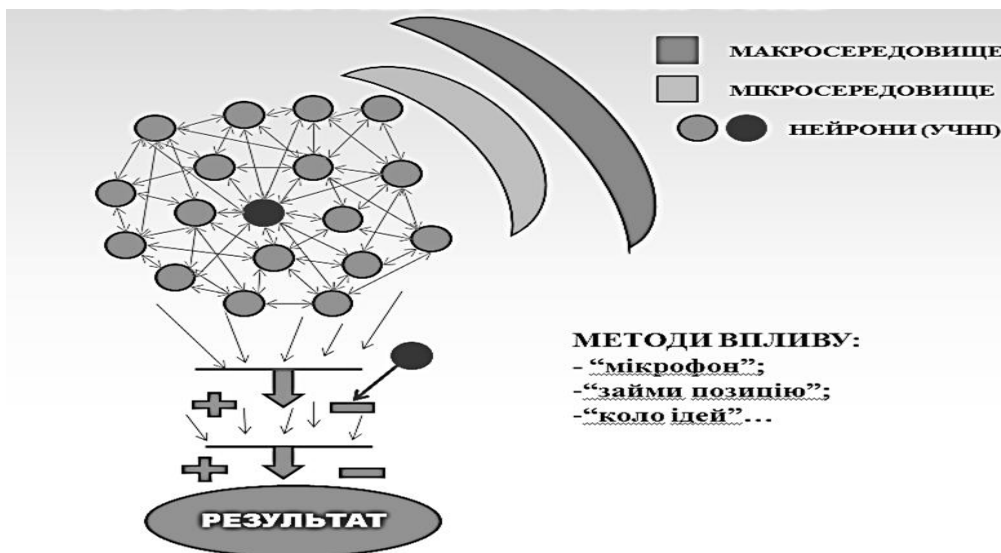 МАКРОСЕРЕДОВИЩЕ
МІКРОСЕРЕДОВИЩЕ
НЕЙРОНИ (УЧНІ)
МЕТОДИ ВПЛИВУ:
- “мікрофон”;
-“займи позицію”;
-“коло ідей”…
РЕЗУЛЬТАТ